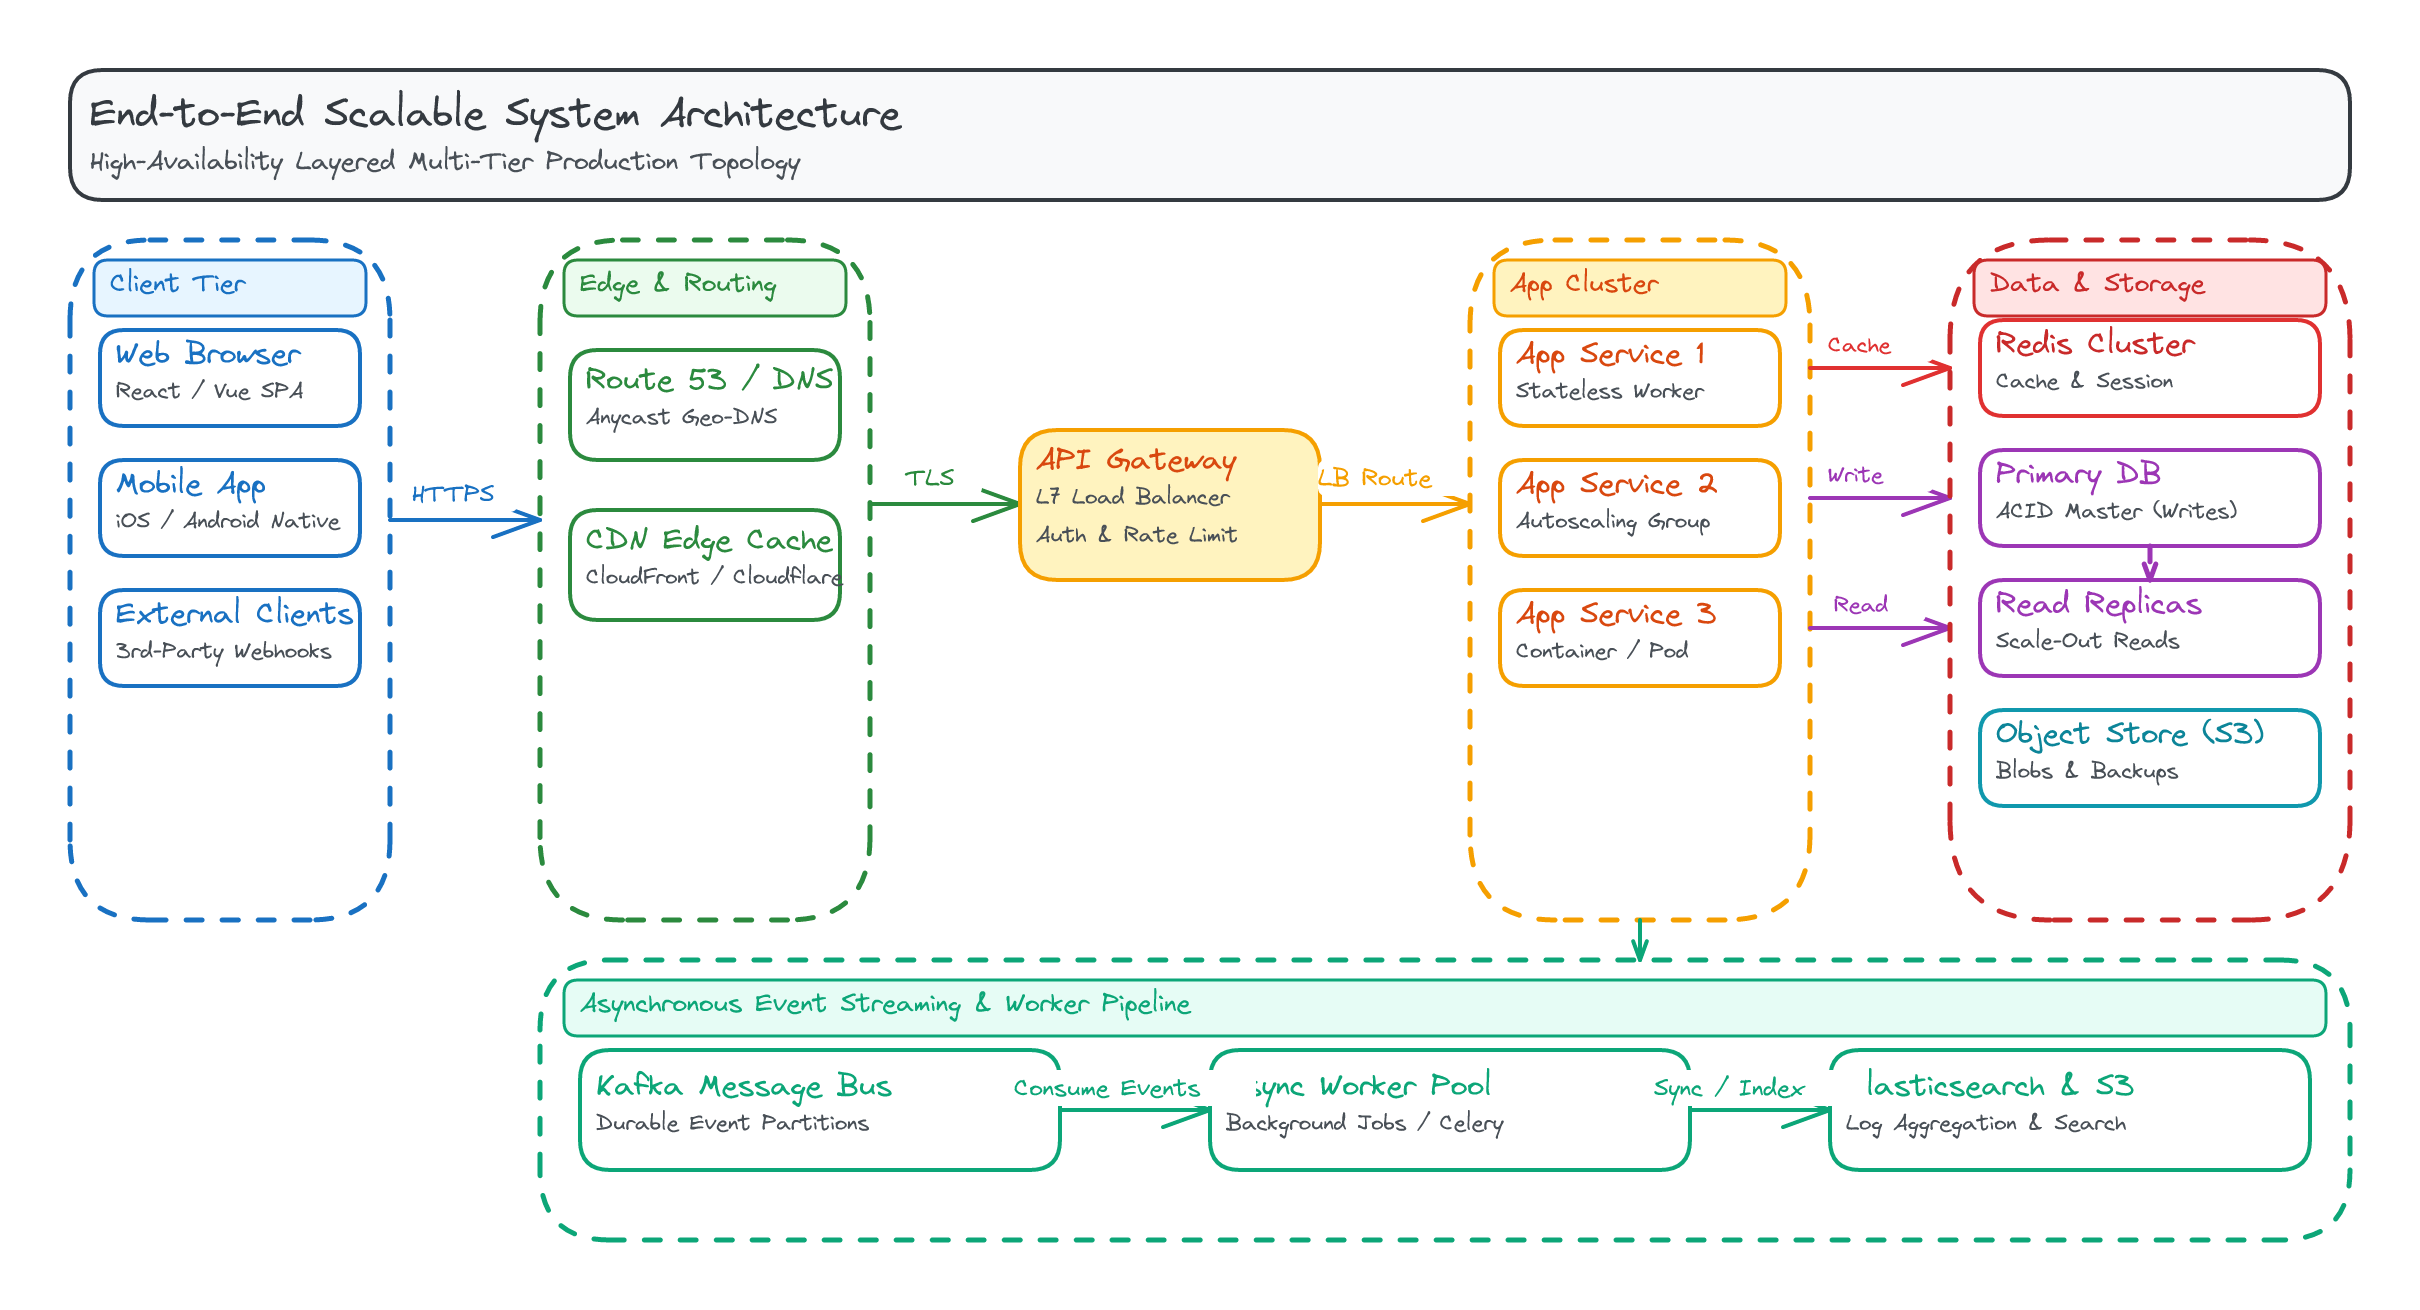 End-to-End Scalable System Architecture
High-Availability Layered Multi-Tier Production Topology
Client Tier
Web Browser
React / Vue SPA
Mobile App
iOS / Android Native
External Clients
3rd-Party Webhooks
HTTPS
Edge & Routing
Route 53 / DNS
Anycast Geo-DNS
CDN Edge Cache
CloudFront / Cloudflare
TLS
API Gateway
L7 Load Balancer
Auth & Rate Limit
LB Route
App Cluster
App Service 1
Stateless Worker
App Service 2
Autoscaling Group
App Service 3
Container / Pod
Cache
Write
Read
Data & Storage
Redis Cluster
Cache & Session
Primary DB
ACID Master (Writes)
Read Replicas
Scale-Out Reads
Object Store (S3)
Blobs & Backups
Asynchronous Event Streaming & Worker Pipeline
Kafka Message Bus
Durable Event Partitions
Consume Events
sync Worker Pool
Background Jobs / Celery
Sync / Index
lasticsearch & S3
Log Aggregation & Search